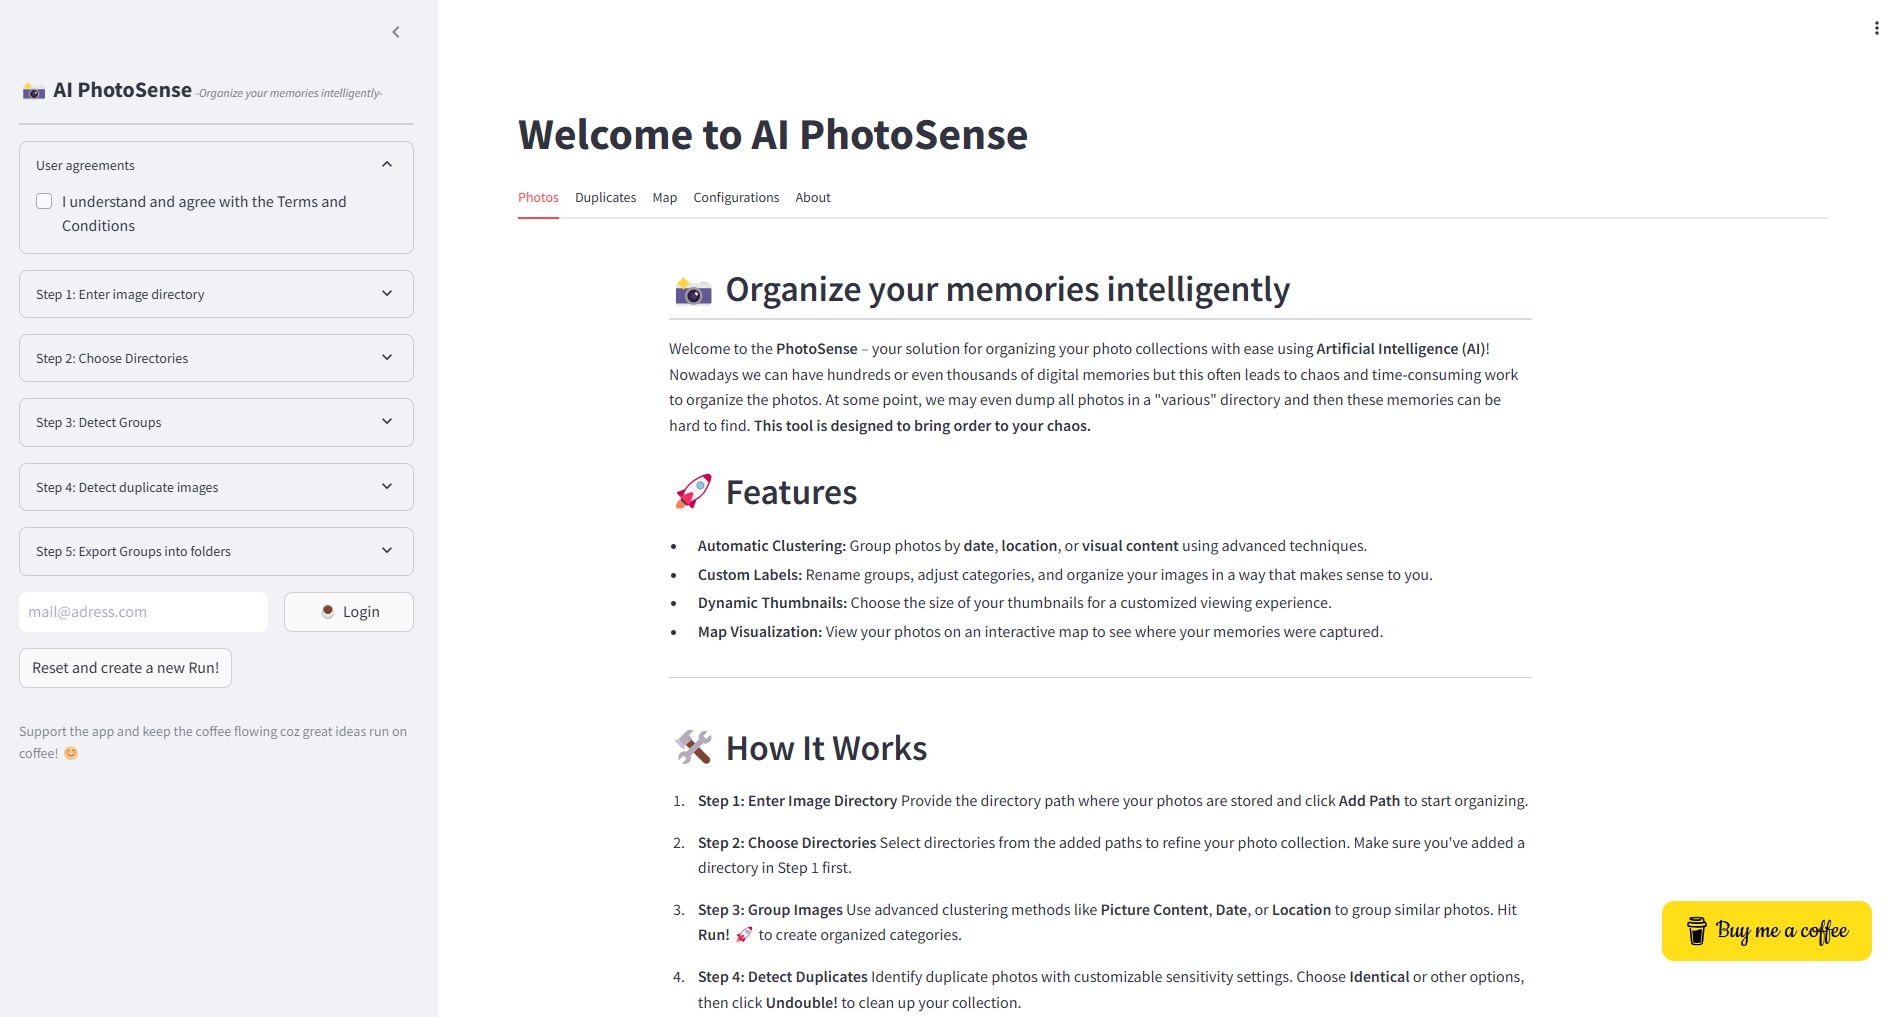 AI PhotoSense -Organize your memories intelligently-
User agreements
I understand and agree with the Terms and
Conditions
Step 1: Enter image directory
Step 2: Choose Directories
Step 3: Detect Groups
Step 4: Detect duplicate images
Step 5: Export Groups into folders
mail@adress.com
Login
Reset and create a new Run!
Support the app and keep the coffee flowing coz great ideas run on
coffee! 😊
Welcome to AI PhotoSense
Photos Duplicates Map Configurations About
Organize your memories intelligently
Welcome to the PhotoSense – your solution for organizing your photo collections with ease using Artificial Intelligence (AI)!
Nowadays we can have hundreds or even thousands of digital memories but this often leads to chaos and time-consuming work
to organize the photos. At some point, we may even dump all photos in a "various" directory and then these memories can be
hard to find. This tool is designed to bring order to your chaos.
Features
• Automatic Clustering: Group photos by date, location, or visual content using advanced techniques.
• Custom Labels: Rename groups, adjust categories, and organize your images in a way that makes sense to you.
• Dynamic Thumbnails: Choose the size of your thumbnails for a customized viewing experience.
• Map Visualization: View your photos on an interactive map to see where your memories were captured.
How It Works
1. Step 1: Enter Image Directory Provide the directory path where your photos are stored and click Add Path to start organizing.
2. Step 2: Choose Directories Select directories from the added paths to refine your photo collection. Make sure you've added a
directory in Step 1 first.
3. Step 3: Group Images Use advanced clustering methods like Picture Content, Date, or Location to group similar photos. Hit
Run! 🚀 to create organized categories.
4. Step 4: Detect Duplicates Identify duplicate photos with customizable sensitivity settings. Choose Identical or other options,
then click Undouble! to clean up your collection.
Buy me a coffee